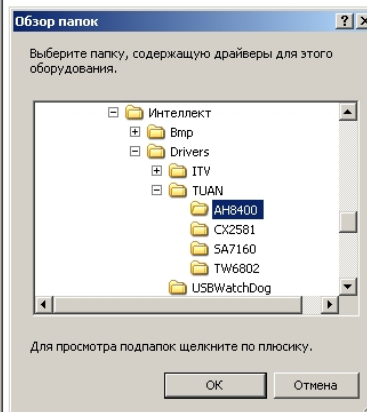 Обзор папок
Выберите папку, содержащую драйверы для этого
оборудования.
Интеллект
Bmp
Drivers
ITV
TUAN
AH8400
CX2581
SA7160
TW6802
USBWatchDog
Для просмотра подпапок щелкните по плюсику.
OK
Отмена